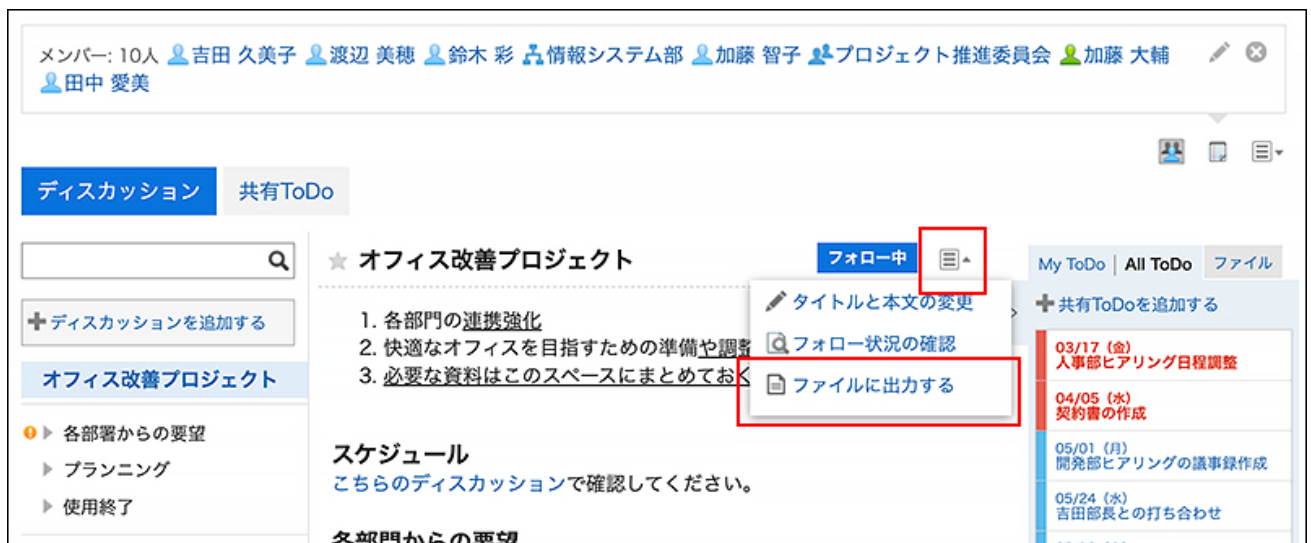 メンバー: 10人 吉田 久美子 渡辺 美穂 鈴木 彩 情報システム部 加藤 智子 プロジェクト推進委員会 加藤 大輔
田中 愛美
ディスカッション 共有ToDo
オフィス改善プロジェクト フォロー中
My ToDo | All ToDo ファイル
ディスカッションを追加する
オフィス改善プロジェクト
各部署からの要望
プランニング
使用終了
1. 各部門の連携強化
2. 快適なオフィスを目指すための準備や調整
3. 必要な資料はこのスペースにまとめておく
スケジュール
こちらのディスカッションで確認してください。
各部門からの要望
タイトルと本文の変更
フォロー状況の確認
ファイルに出力する
共有ToDoを追加する
03/17（金）
人事部ヒアリング日程調整
04/05（水）
契約書の作成
05/01（月）
開発部ヒアリングの議事録作成
05/24（水）
吉田部長との打ち合わせ